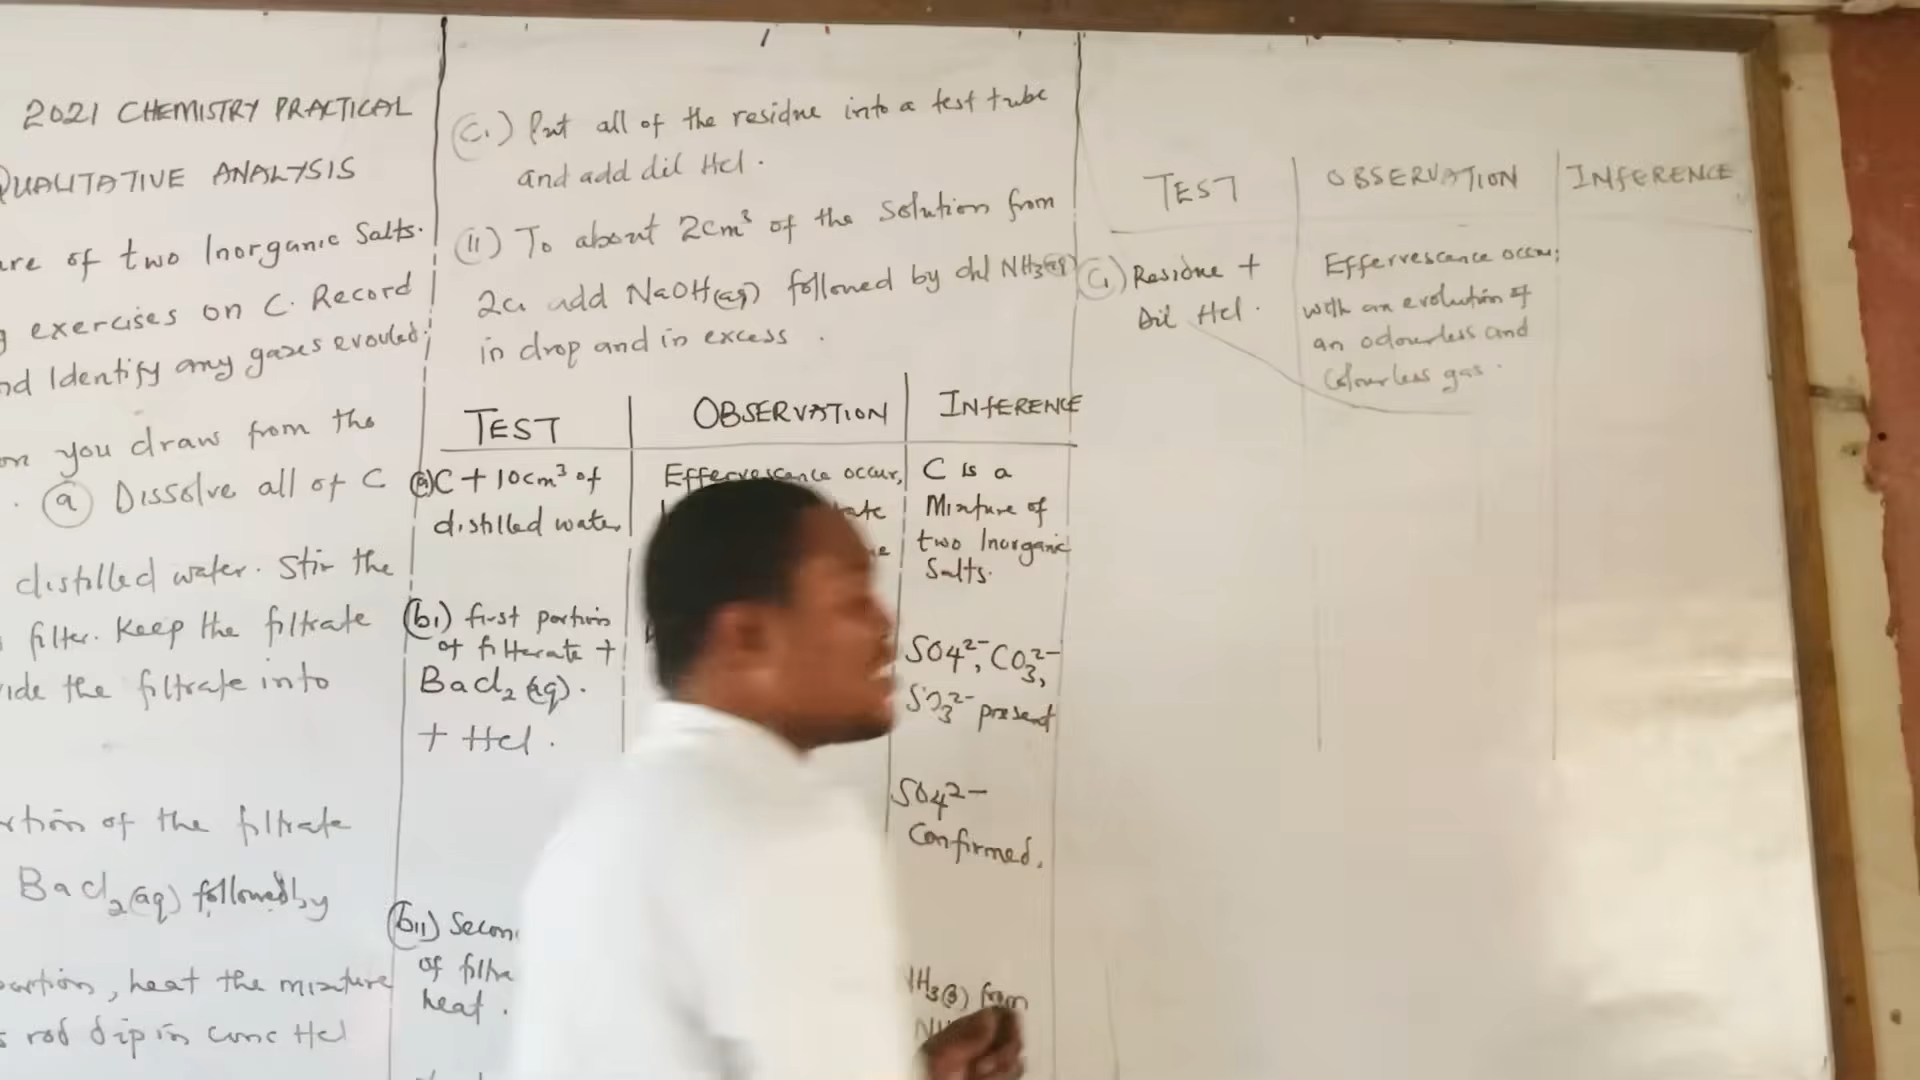 2021 CHEMISTRY PRACTICAL
QUALITATIVE ANALYSIS
of two Inorganic Salts.
exercises on C. Record
Identify any gases evouled;
you draw from the
. (a) Dissolve all of C
distilled water. Stir the
filter. Keep the filtrate
the filtrate into
of the filtrate
BaCl2(aq) followed by
heat the mixture
rod dip in conc Hcl
(C.) Put all of the residue into a test tube
and add dil Hcl.
(ii) To about 2cm³ of the solution from
2ci add NaOH(aq) followed by dil NH3(aq)
in drop and in excess .
TEST OBSERVATION INFERENCE
(a) C + 10cm³ of
distilled water
Effervescence occur,
C is a
Mixture of
two Inorganic
Salts.
(bi) first portion
of filterate +
BaCl2 (aq).
+ Hcl .
SO4²⁻, CO3²⁻,
SO3²⁻ present
SO4²⁻
Confirmed.
(bii)
of
heat .
from
TEST OBSERVATION INFERENCE
(Ci) Residue +
Dil Hcl .
Effervescence occur;
with an evolution of
an odourless and
Colourless gas .